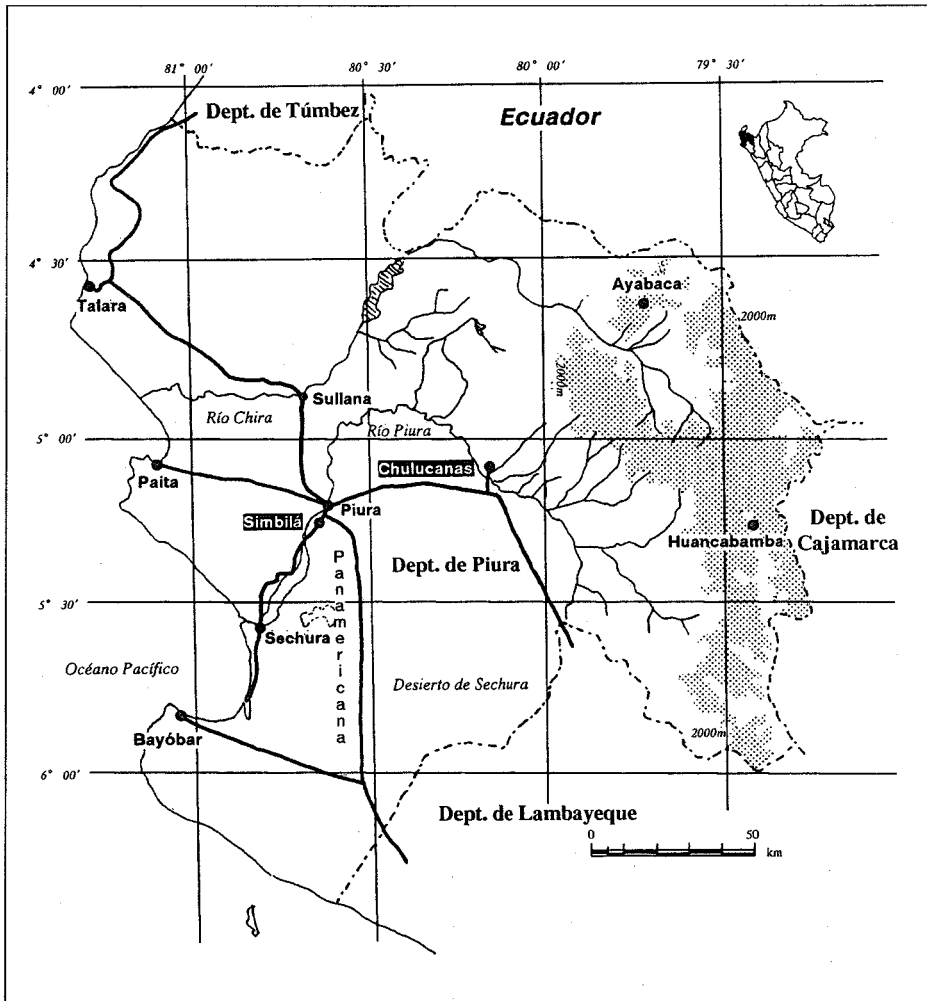 81° 00' 80° 30' 80° 00' 79° 30'
4° 00'
Dept. de Túmbez
Ecuador
4° 30'
Talara
Ayabaca
2000m
2000m
Sullana
Río Chira
Río Piura
5° 00'
Chulucanas
Paita
Piura
Simbilá
Huancabamba
Dept. de
Cajamarca
Dept. de Piura
Panamericana
5° 30'
Sechura
Océano Pacífico
Desierto de Sechura
Bayóbar
2000m
6° 00'
Dept. de Lambayeque
0 50
km